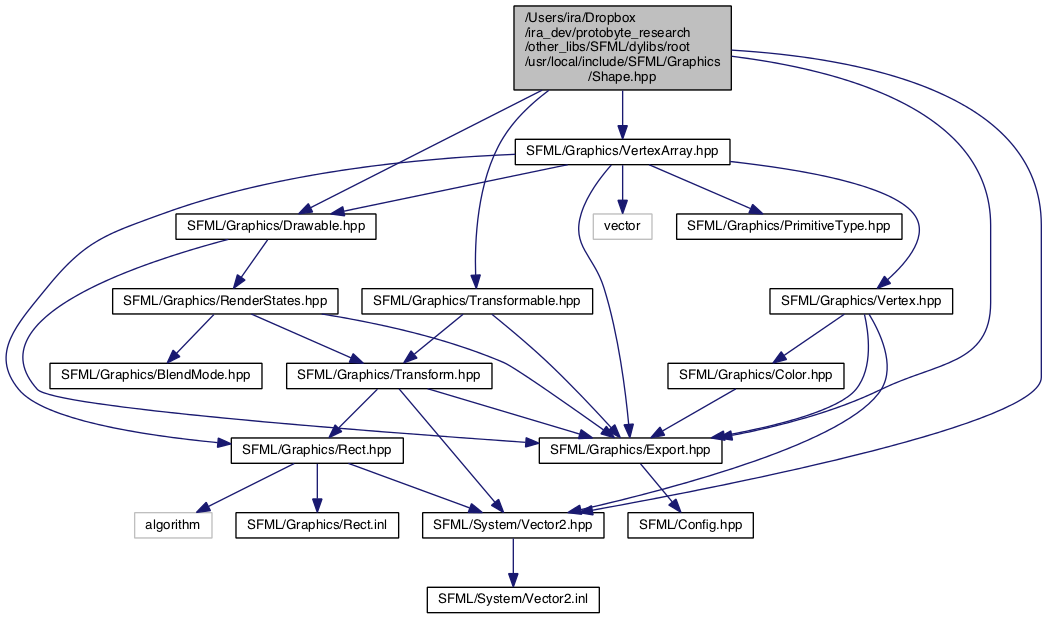 /Users/ira/Dropbox
/ira_dev/protobyte_research
/other_libs/SFML/dylibs/root
/usr/local/include/SFML/Graphics
/Shape.hpp
SFML/Graphics/VertexArray.hpp
SFML/Graphics/Drawable.hpp
vector
SFML/Graphics/PrimitiveType.hpp
SFML/Graphics/RenderStates.hpp
SFML/Graphics/Transformable.hpp
SFML/Graphics/Vertex.hpp
SFML/Graphics/BlendMode.hpp
SFML/Graphics/Transform.hpp
SFML/Graphics/Color.hpp
SFML/Graphics/Rect.hpp
SFML/Graphics/Export.hpp
algorithm
SFML/Graphics/Rect.inl
SFML/System/Vector2.hpp
SFML/Config.hpp
SFML/System/Vector2.inl